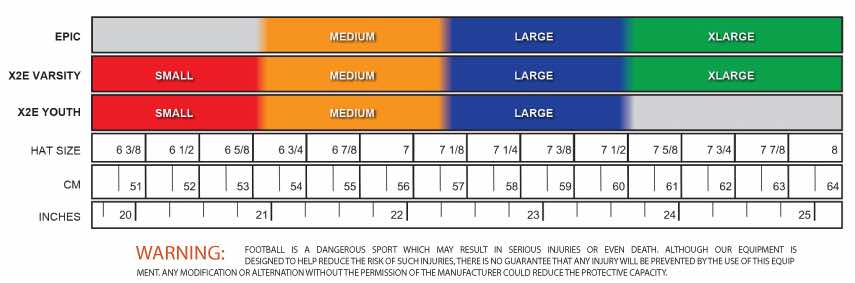 EPIC MEDIUM LARGE XLARGE
X2E VARSITY SMALL MEDIUM LARGE XLARGE
X2E YOUTH SMALL MEDIUM LARGE
HAT SIZE 6 3/8 6 1/2 6 5/8 6 3/4 6 7/8 7 7 1/8 7 1/4 7 3/8 7 1/2 7 5/8 7 3/4 7 7/8 8
CM 51 52 53 54 55 56 57 58 59 60 61 62 63 64
INCHES 20 21 22 23 24 25
WARNING: FOOTBALL IS A DANGEROUS SPORT WHICH MAY RESULT IN SERIOUS INJURIES OR EVEN DEATH. ALTHOUGH OUR EQUIPMENT IS
DESIGNED TO HELP REDUCE THE RISK OF SUCH INJURIES, THERE IS NO GUARANTEE THAT ANY INJURY WILL BE PREVENTED BY THE USE OF THIS EQUIP
MENT. ANY MODIFICATION OR ALTERNATION WITHOUT THE PERMISSION OF THE MANUFACTURER COULD REDUCE THE PROTECTIVE CAPACITY.